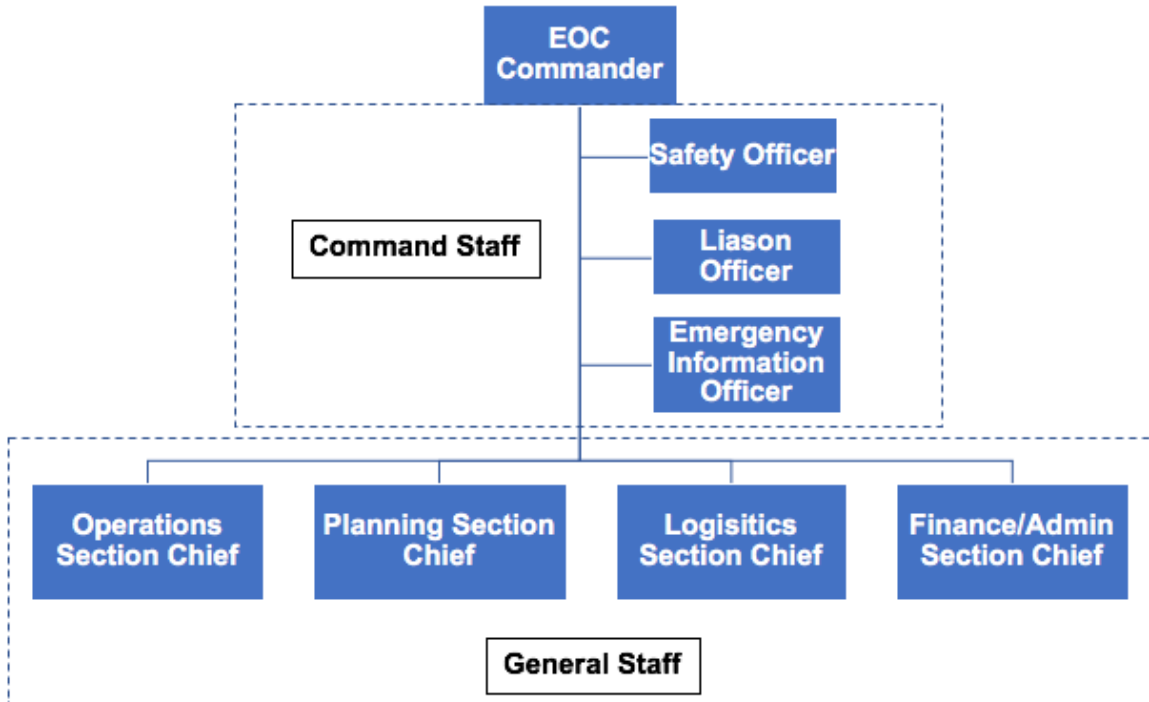 EOC
Commander
Safety Officer
Command Staff
Liason
Officer
Emergency
Information
Officer
Operations
Section Chief
Planning Section
Chief
Logisitics
Section Chief
Finance/Admin
Section Chief
General Staff